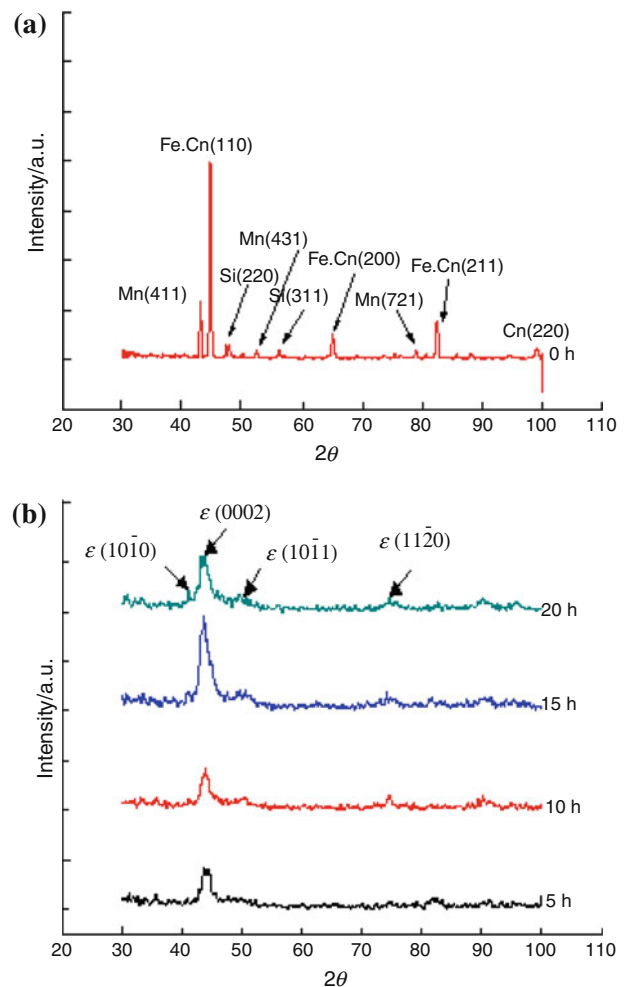 (a)
Intensity/a.u.
Fe.Cn(110)
Mn(431)
Fe.Cn(200)
Si(220)
Fe.Cn(211)
Mn(411)
Si(311)
Mn(721)
Cn(220)
0 h
20 30 40 50 60 70 80 90 100 110
2θ
(b)
Intensity/a.u.
ε (0002)
ε (101̄0)
ε (101̄1)
ε (112̄0)
20 h
15 h
10 h
5 h
20 30 40 50 60 70 80 90 100 110
2θ